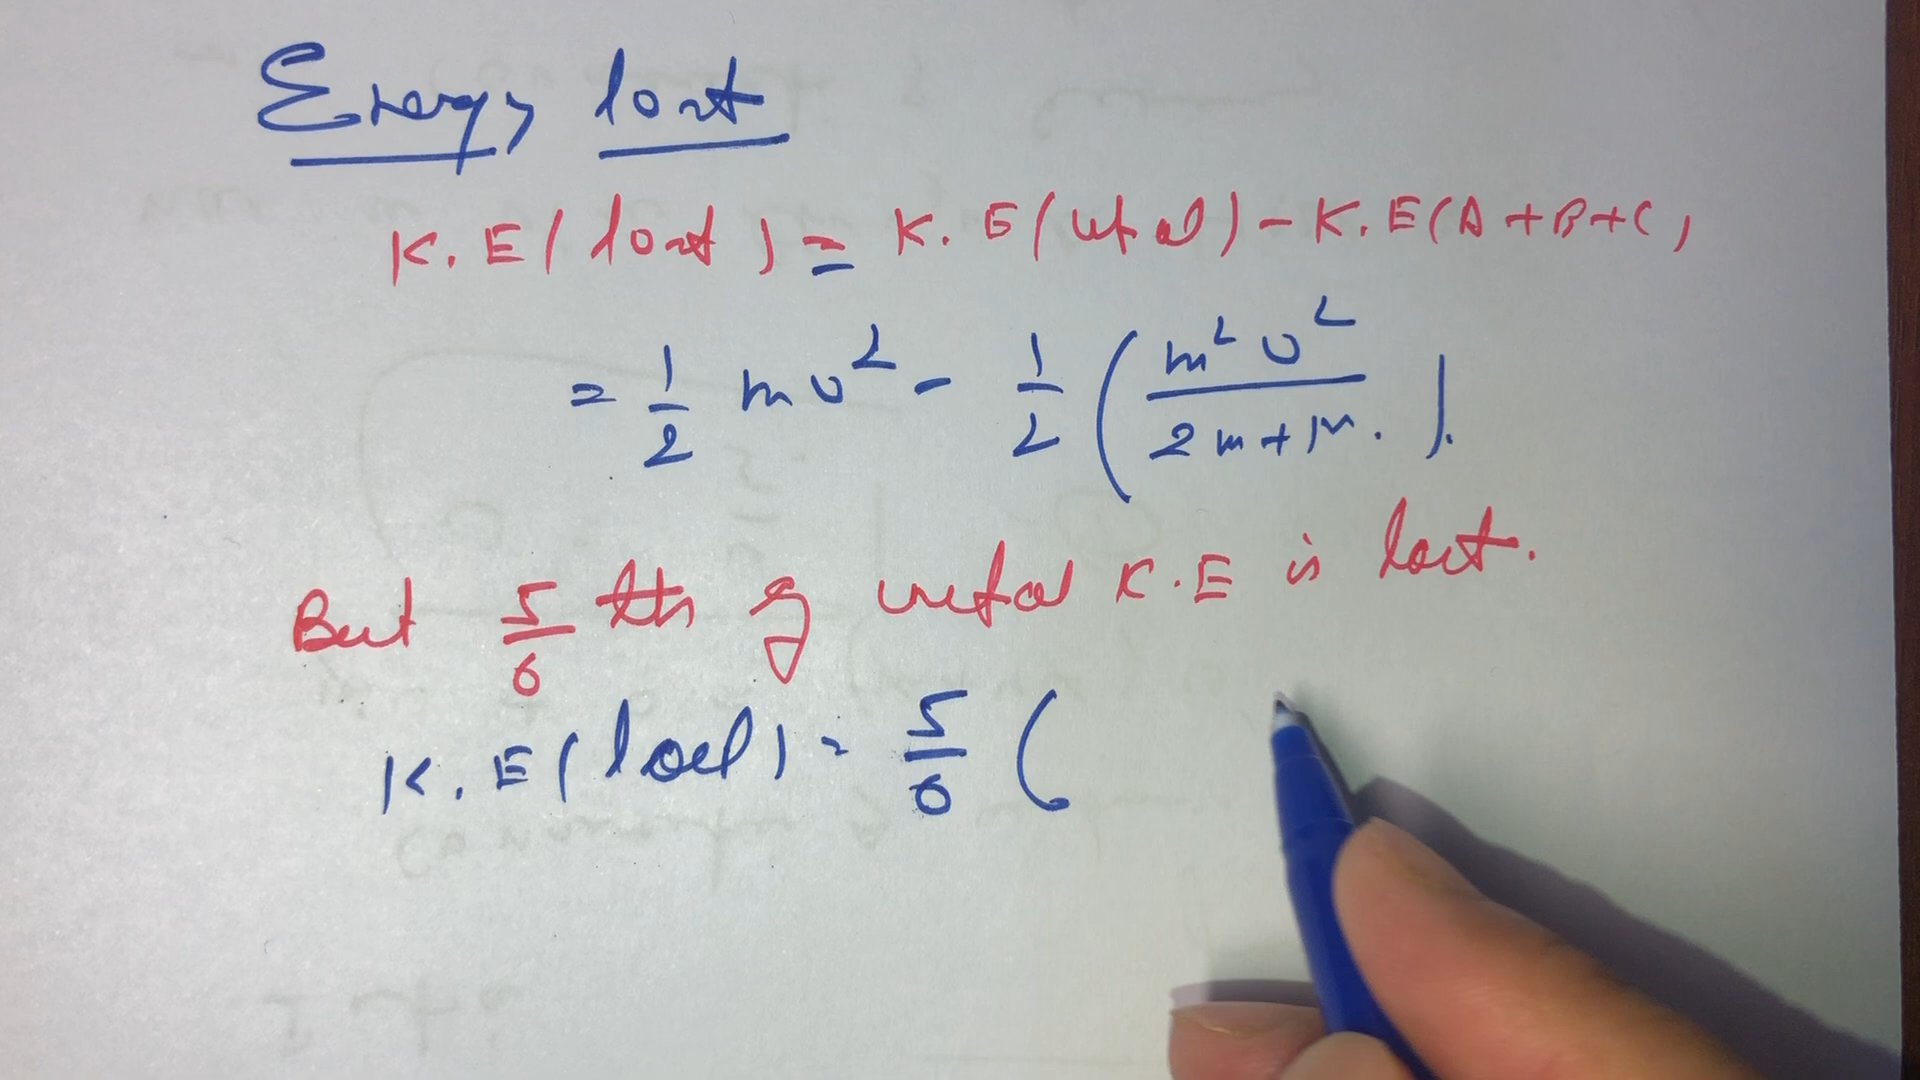 Energy lost
K.E(lost) = K.E(initial) - K.E(A+B+C)
= 1/2 mv² - 1/2 (m²v²/2m+M.).
But 5/6 th of initial K.E is lost.
K.E(lost) = 5/6 (